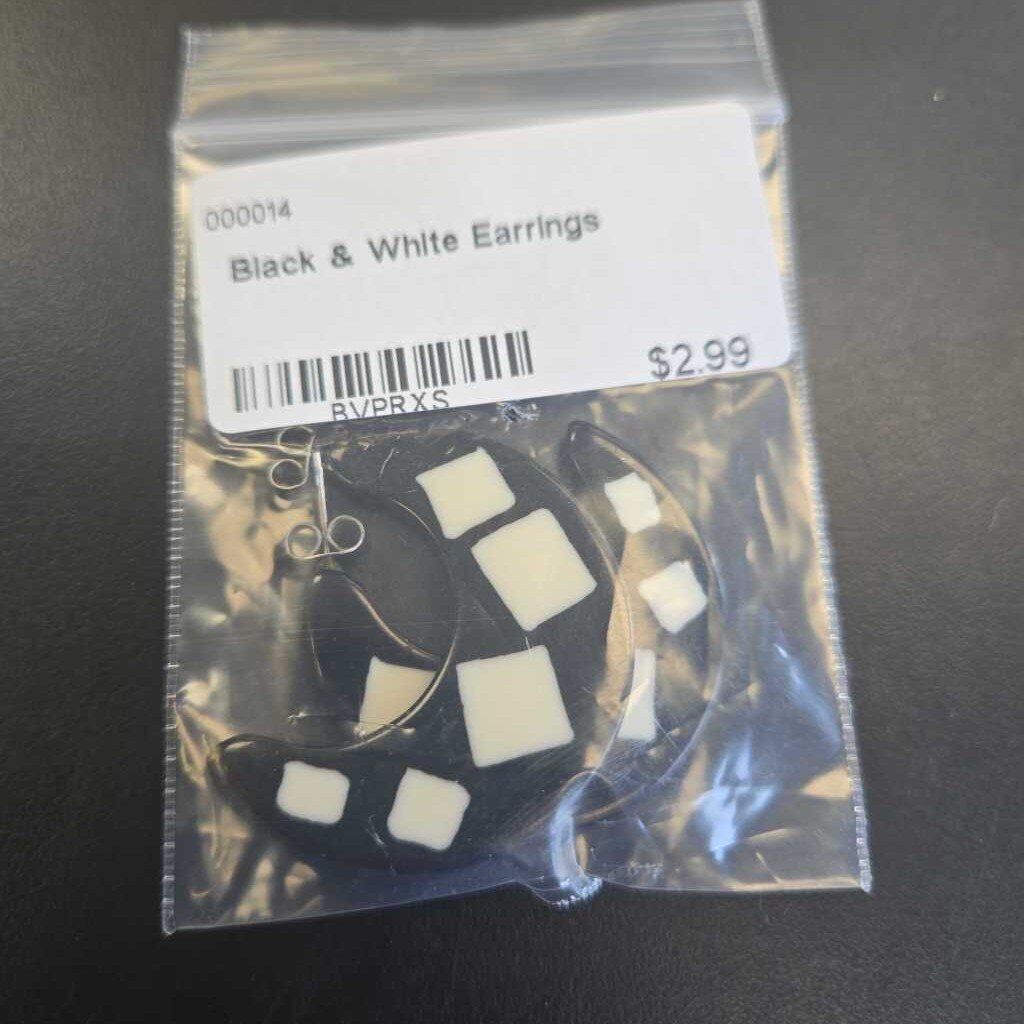 000014
Black & White Earrings
$2.99
BVPRXS